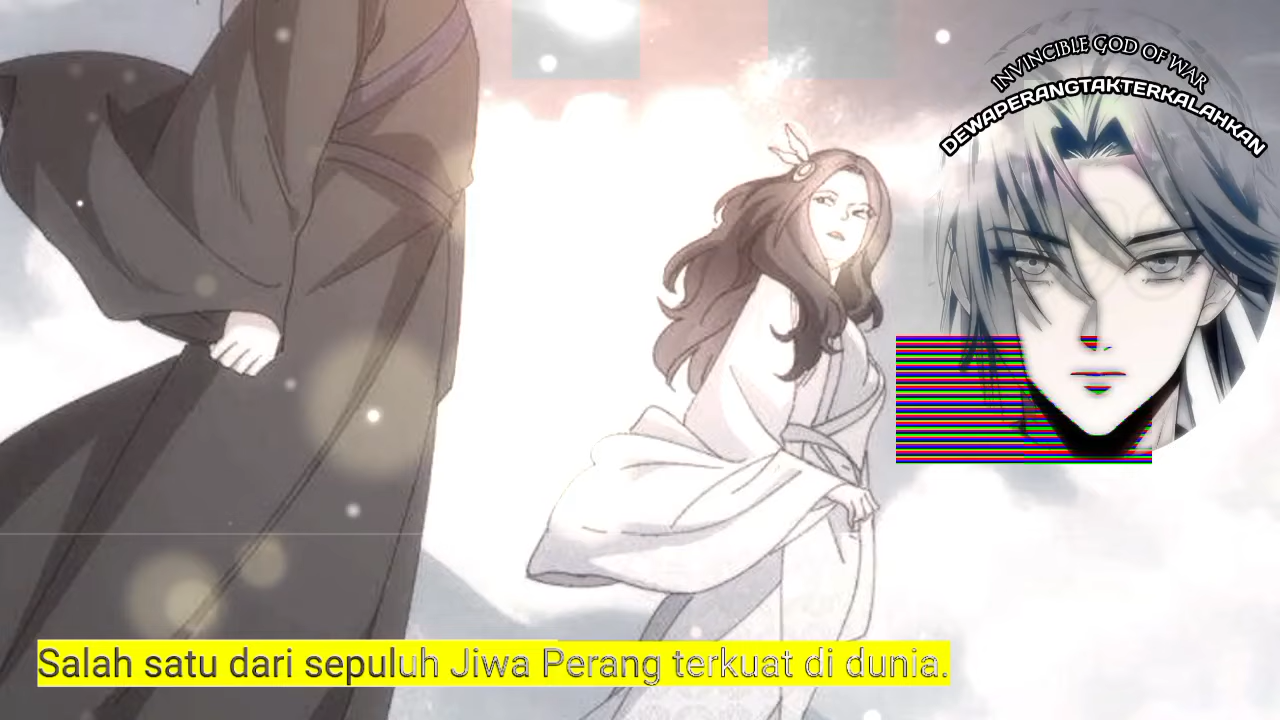 INVINCIBLE GOD OF WAR
DEWAPERANGTAKTERKALAHKAN
Salah satu dari sepuluh Jiwa Perang terkuat di dunia.